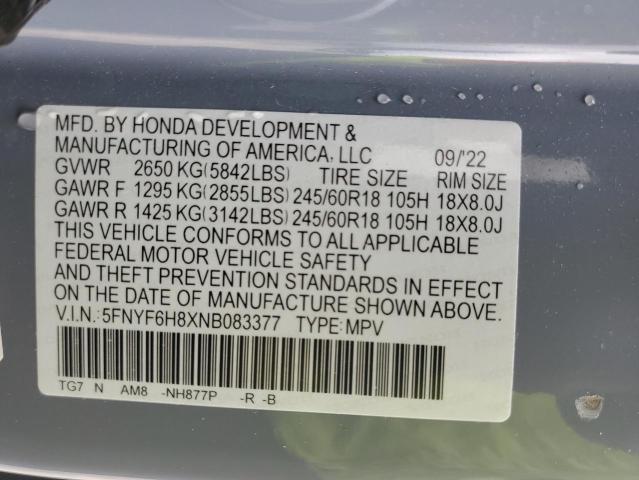 MFD. BY HONDA DEVELOPMENT &
MANUFACTURING OF AMERICA, LLC 09/'22
GVWR 2650 KG(5842LBS) TIRE SIZE RIM SIZE
GAWR F 1295 KG(2855LBS) 245/60R18 105H 18X8.0J
GAWR R 1425 KG(3142LBS) 245/60R18 105H 18X8.0J
THIS VEHICLE CONFORMS TO ALL APPLICABLE
FEDERAL MOTOR VEHICLE SAFETY
AND THEFT PREVENTION STANDARDS IN EFFECT
ON THE DATE OF MANUFACTURE SHOWN ABOVE.
V.I.N.:5FNYF6H8XNB083377 TYPE:MPV
TG7 N AM8 -NH877P -R -B